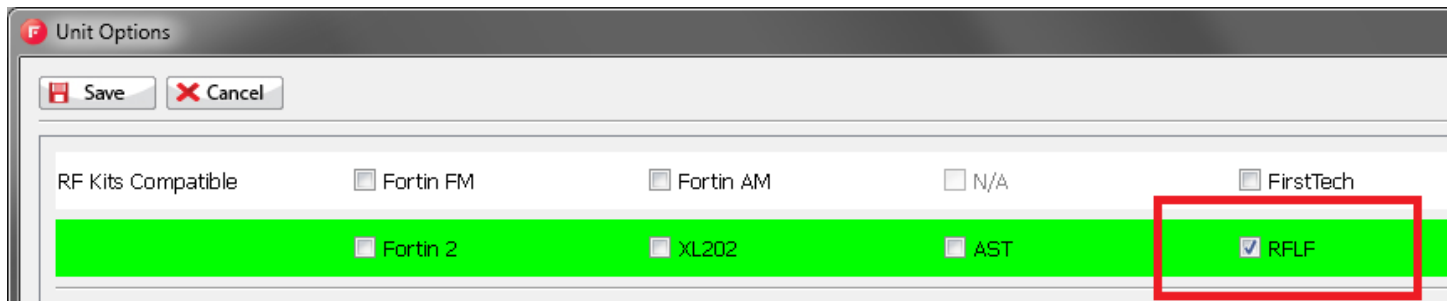 Unit Options
Save Cancel
RF Kits Compatible Fortin FM Fortin AM N/A FirstTech
Fortin 2 XL202 AST RFLF